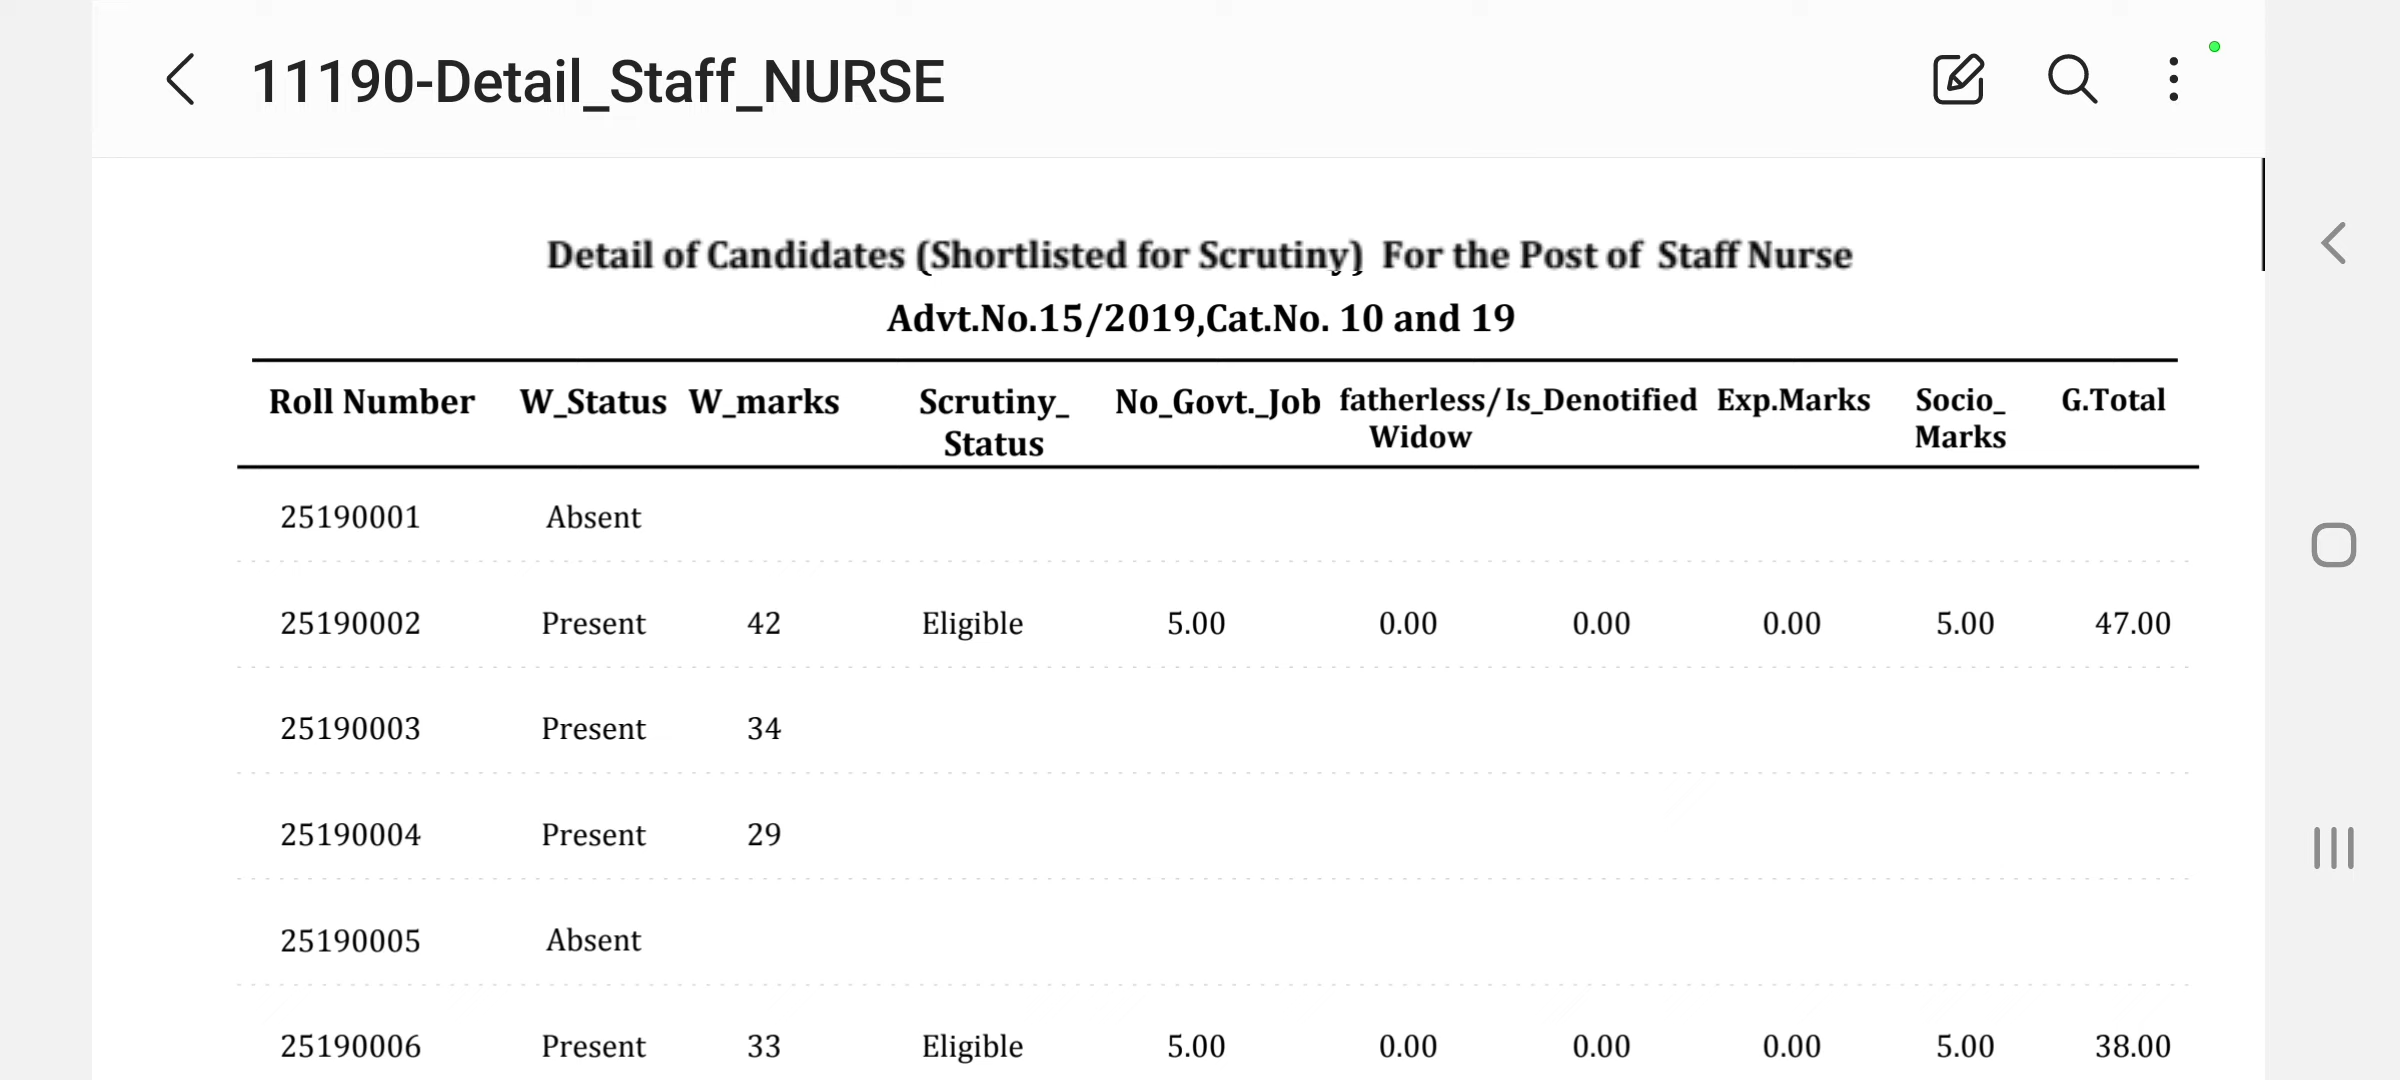 11190-Detail_Staff_NURSE
Detail of Candidates (Shortlisted for Scrutiny) For the Post of Staff Nurse
Advt.No.15/2019,Cat.No. 10 and 19
Roll Number W_Status W_marks Scrutiny_ Status No_Govt._Job fatherless/ Widow Is_Denotified Exp.Marks Socio_ Marks G.Total
25190001 Absent
25190002 Present 42 Eligible 5.00 0.00 0.00 0.00 5.00 47.00
25190003 Present 34
25190004 Present 29
25190005 Absent
25190006 Present 33 Eligible 5.00 0.00 0.00 0.00 5.00 38.00